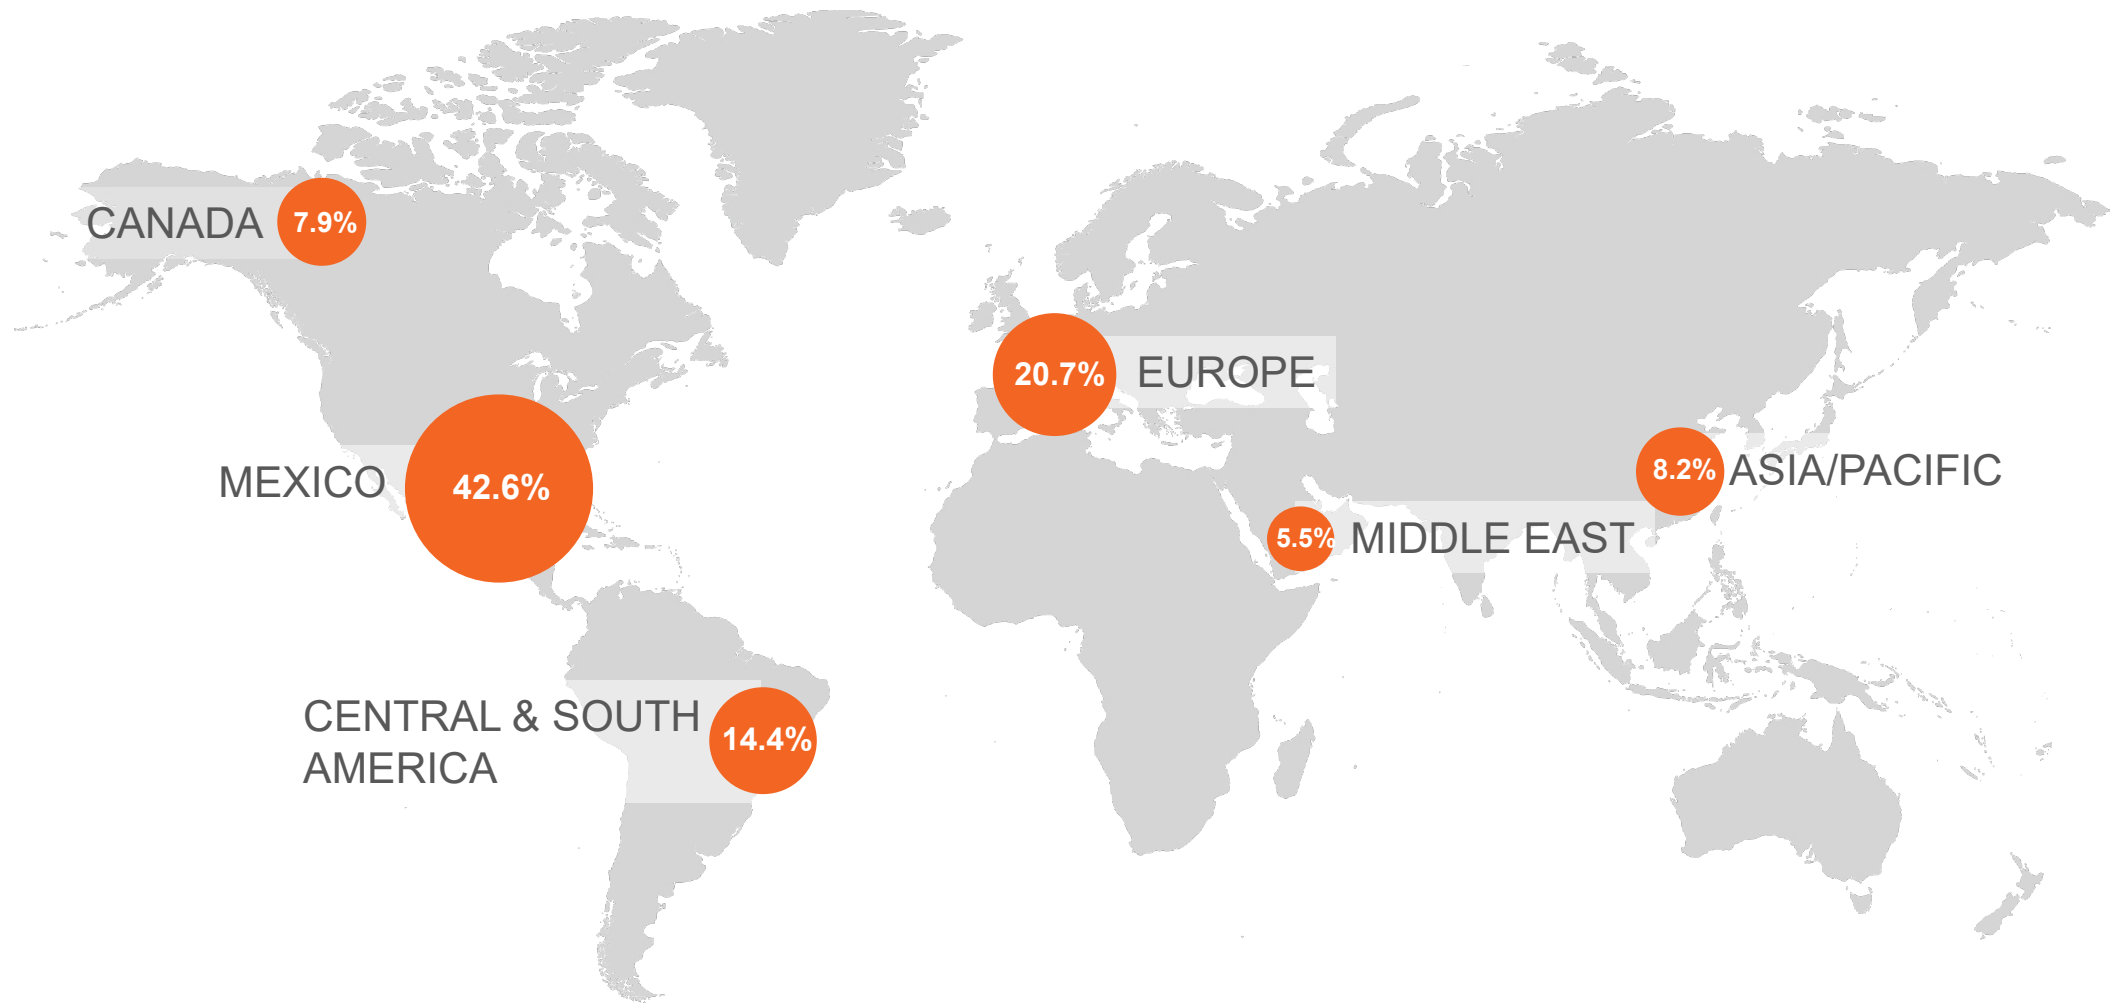 CANADA 7.9%
20.7% EUROPE
MEXICO 42.6%
8.2% ASIA/PACIFIC
5.5% MIDDLE EAST
CENTRAL & SOUTH
AMERICA
14.4%